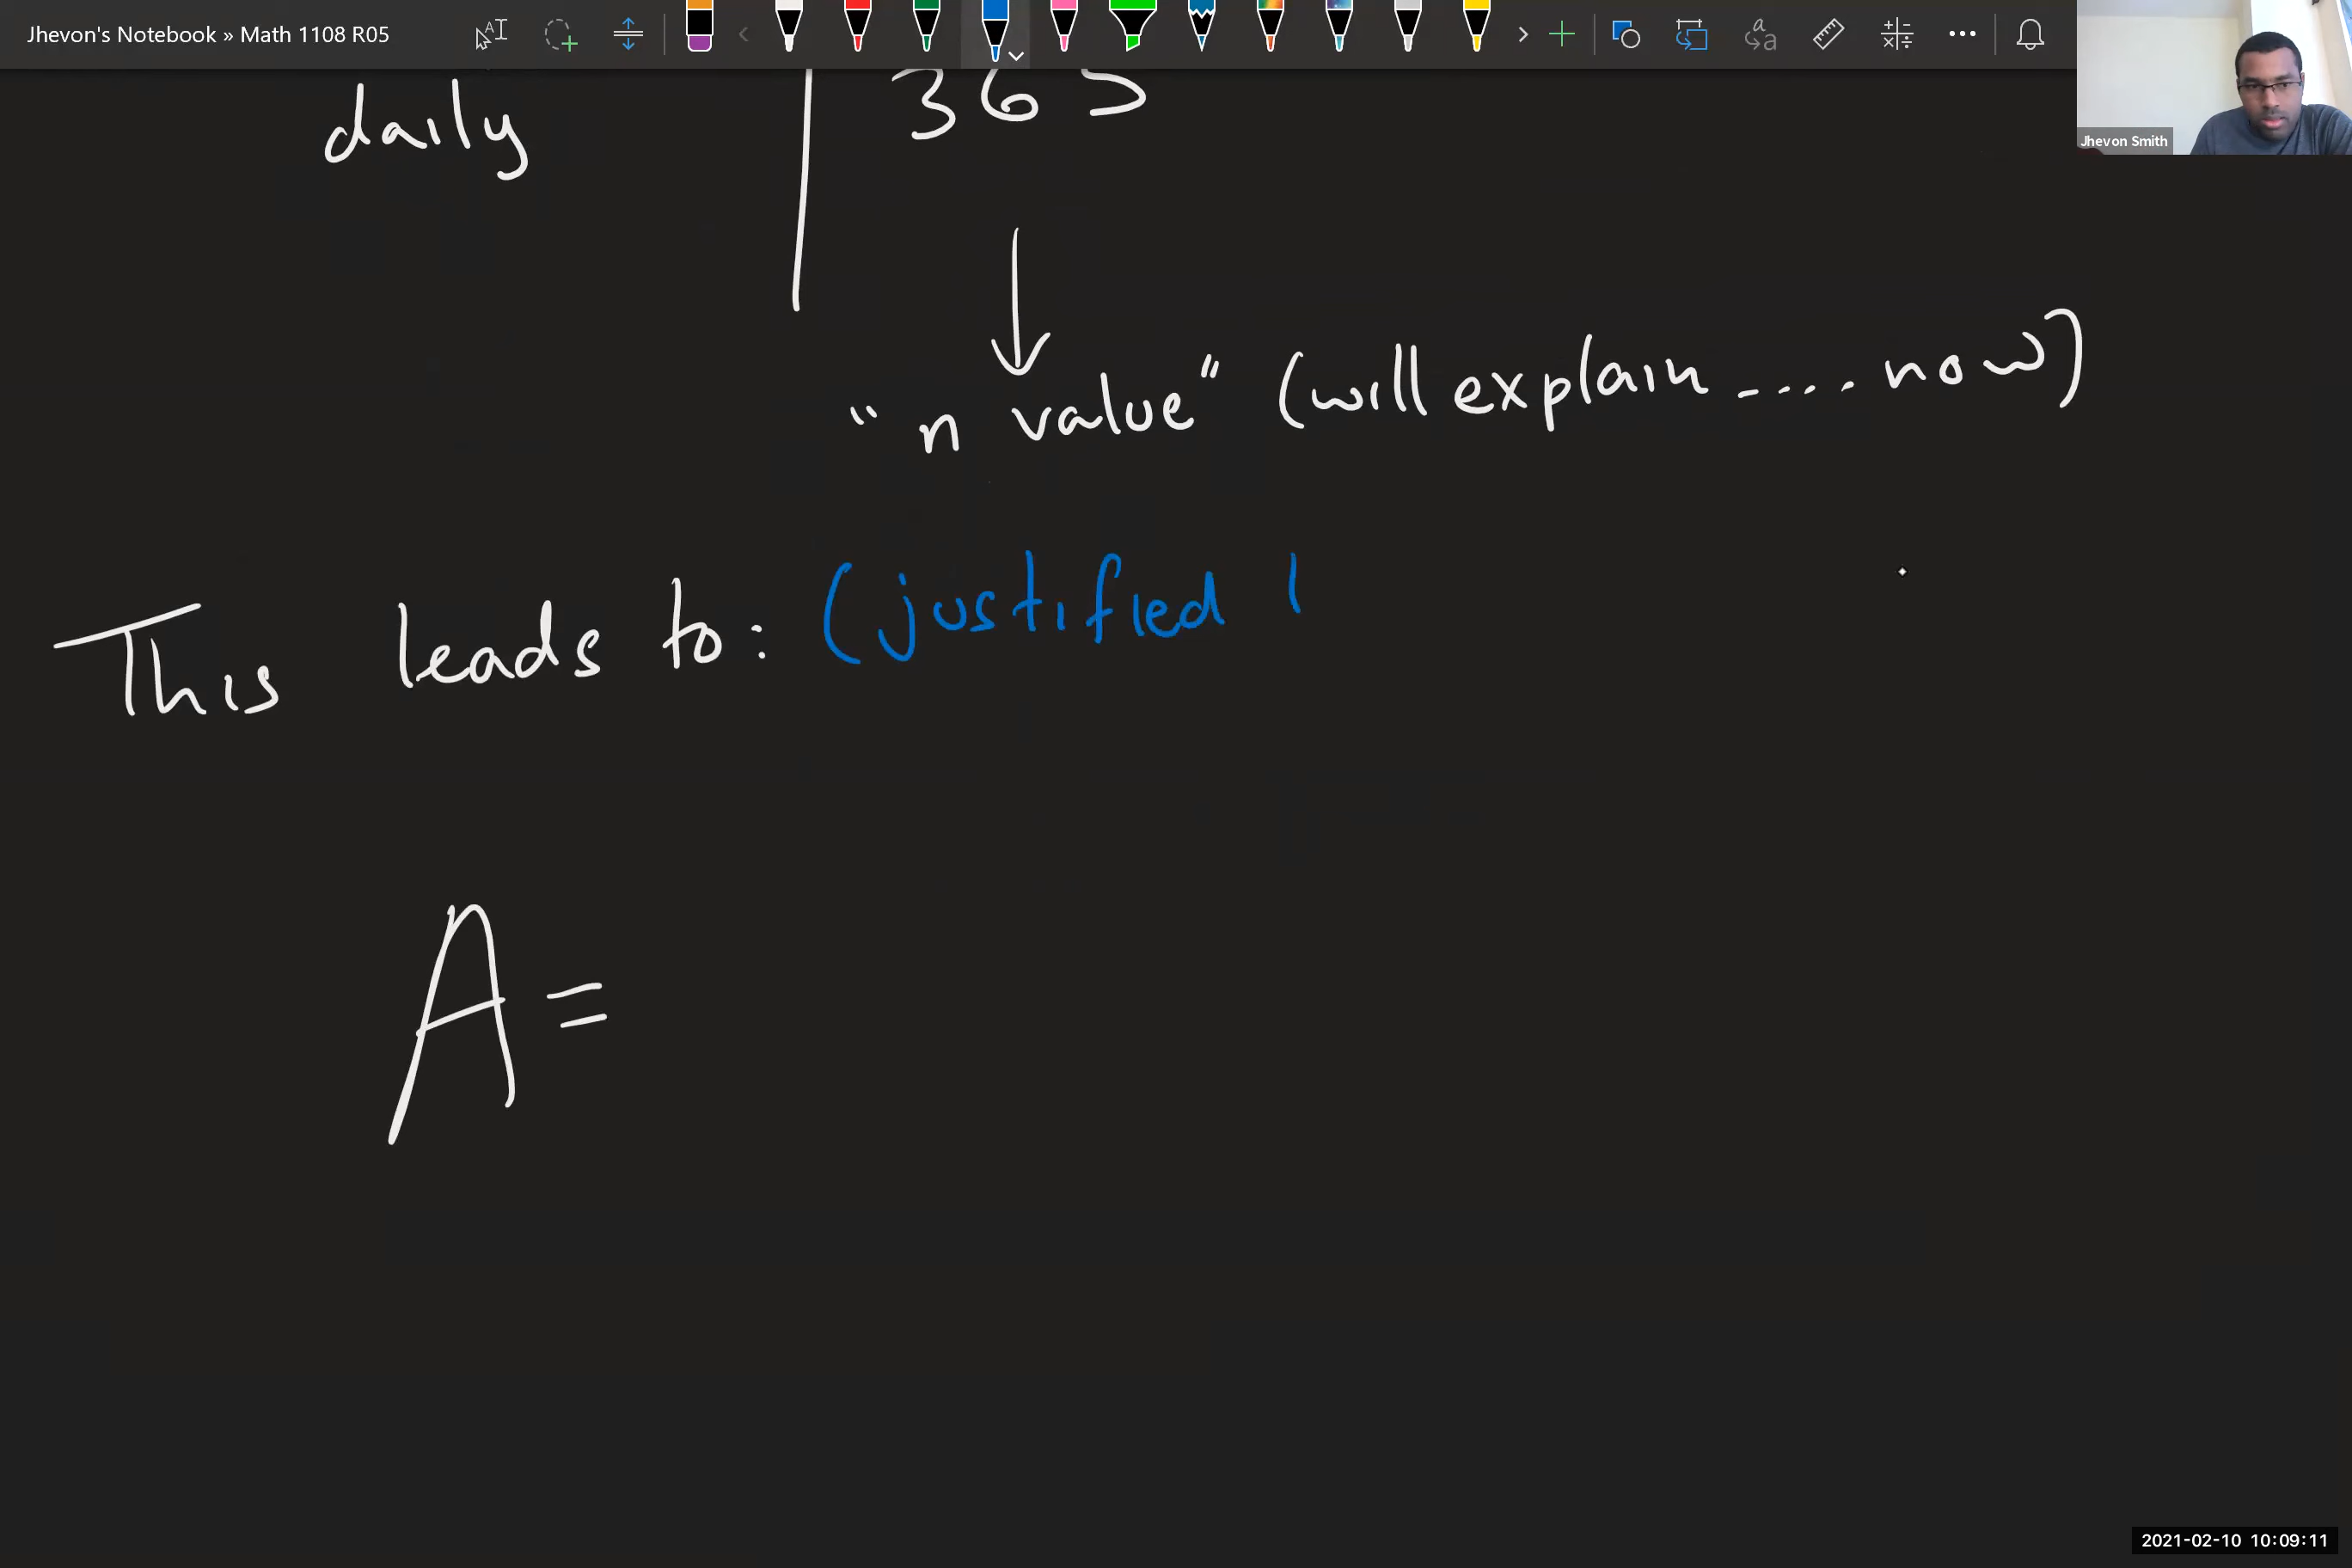 Jhevon's Notebook » Math 1108 R05
Jhevon Smith
daily 365
"n value" (will explain .... now)
This leads to: (justified l
A =
2021-02-10 10:09:11